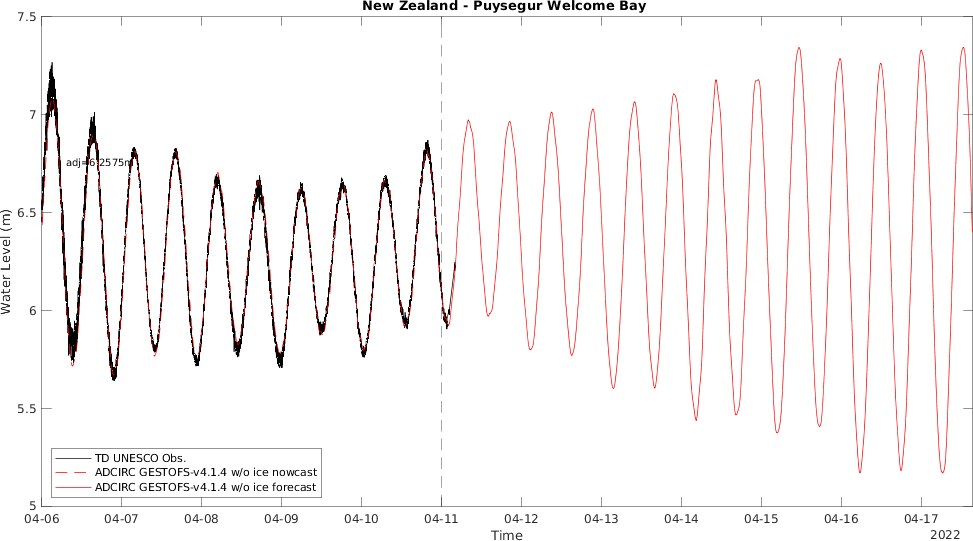 New Zealand - Puysegur Welcome Bay
7.5
7
6.5
6
5.5
5
Water Level (m)
adj=6.2575m
TD UNESCO Obs.
ADCIRC GESTOFS-v4.1.4 w/o ice nowcast
ADCIRC GESTOFS-v4.1.4 w/o ice forecast
04-06 04-07 04-08 04-09 04-10 04-11 04-12 04-13 04-14 04-15 04-16 04-17
Time
2022